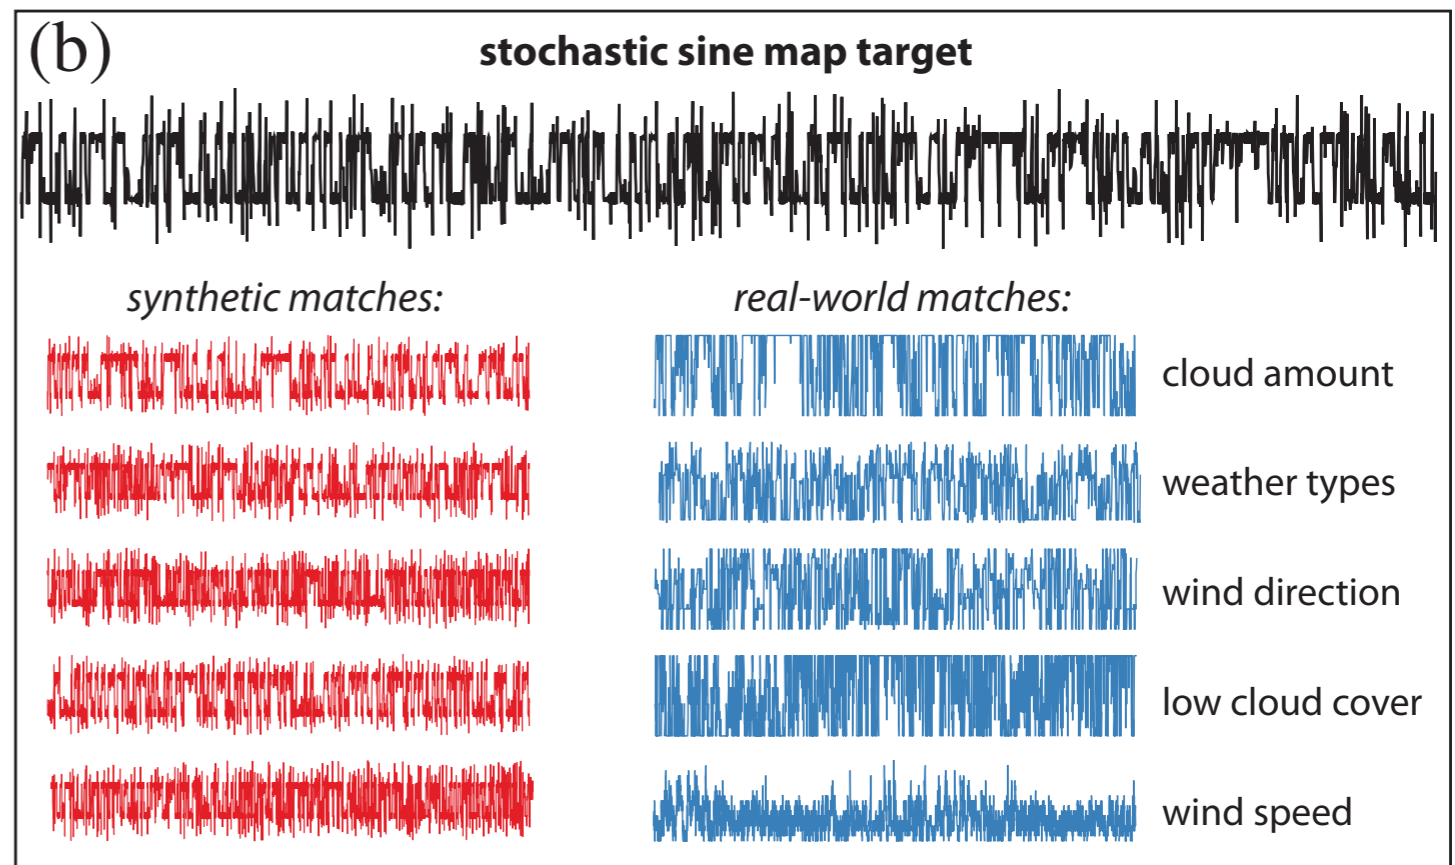 (b)
stochastic sine map target
synthetic matches:
real-world matches:
cloud amount
weather types
wind direction
low cloud cover
wind speed